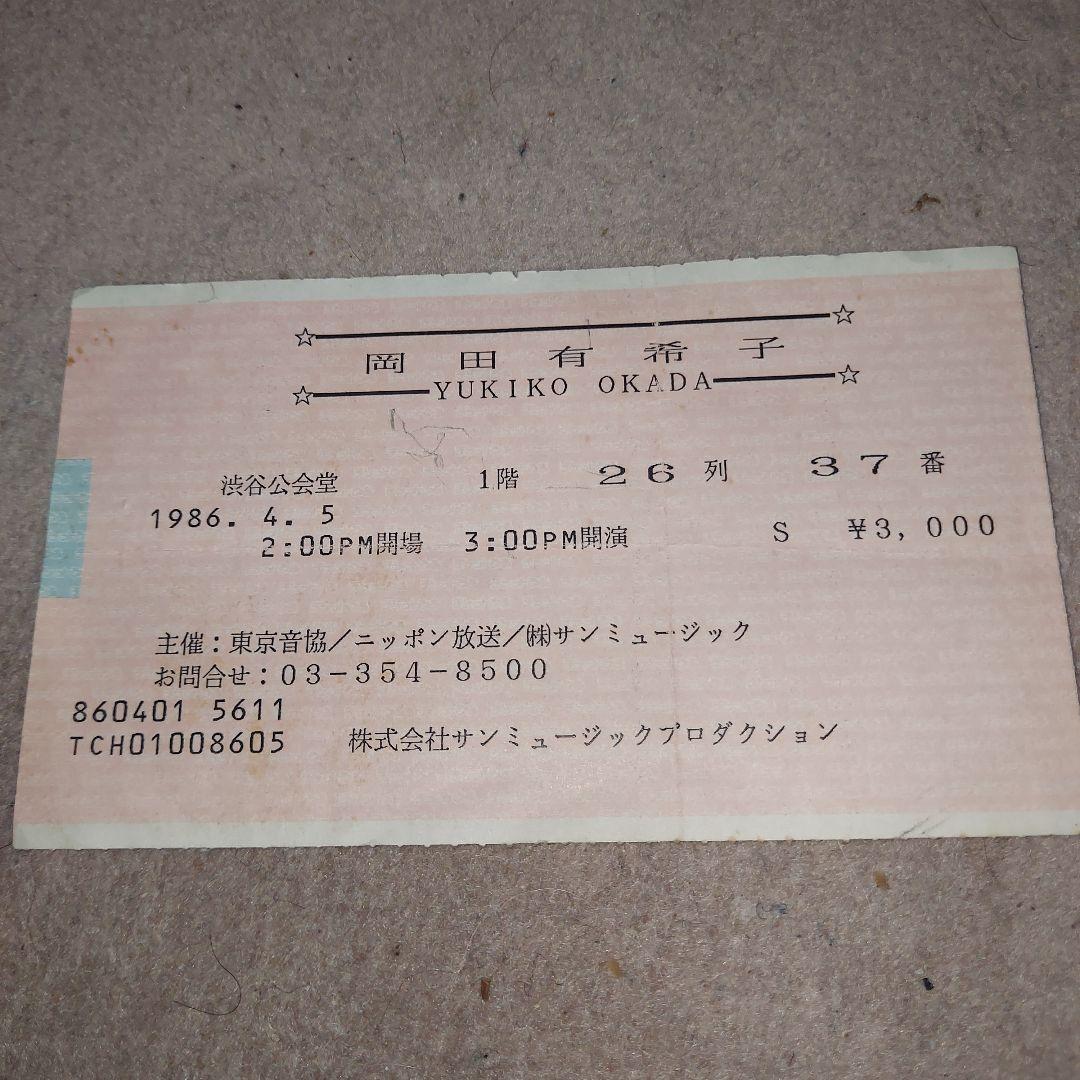 ☆━━━━━━━━━━☆
岡田有希子
☆━━YUKIKO OKADA━━☆
渋谷公会堂 1階 26列 37番
1986. 4. 5
2:00PM開場 3:00PM開演 S ¥3,000
主催：東京音協／ニッポン放送／㈱サンミュージック
お問合せ：03－354－8500
860401 5611
TCH01008605 株式会社サンミュージックプロダクション